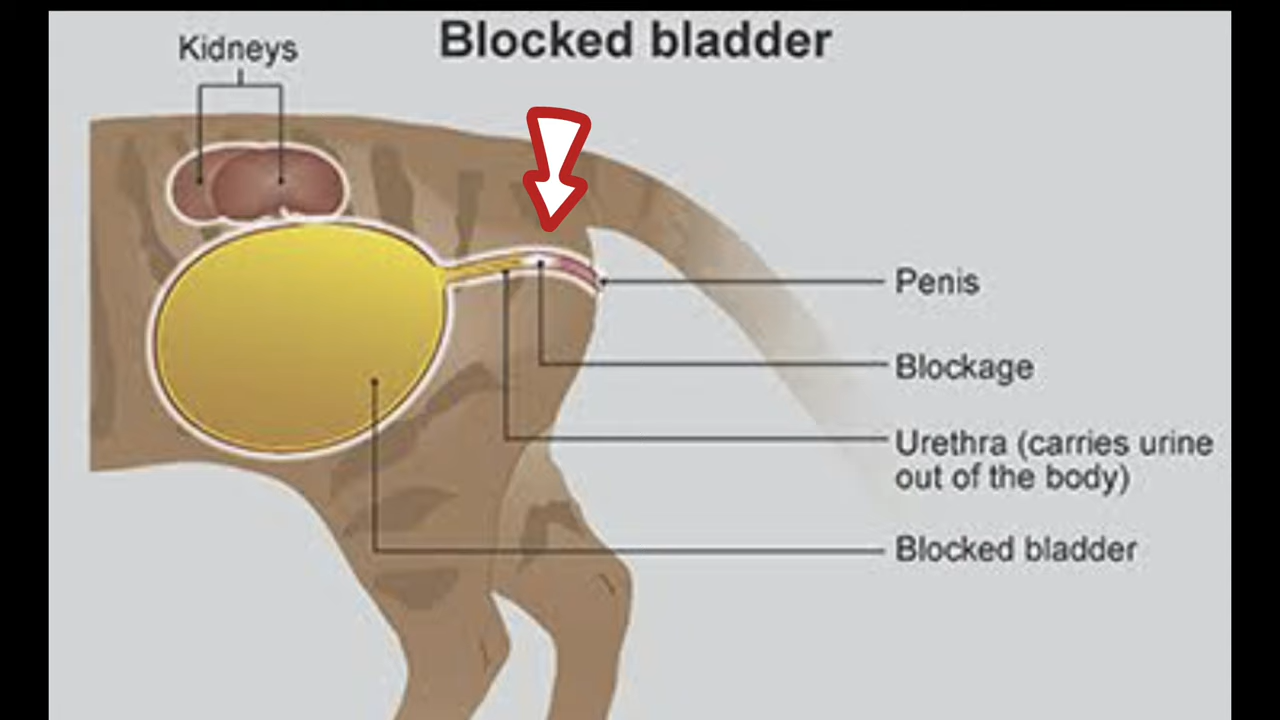 Blocked bladder
Kidneys
Penis
Blockage
Urethra (carries urine
out of the body)
Blocked bladder